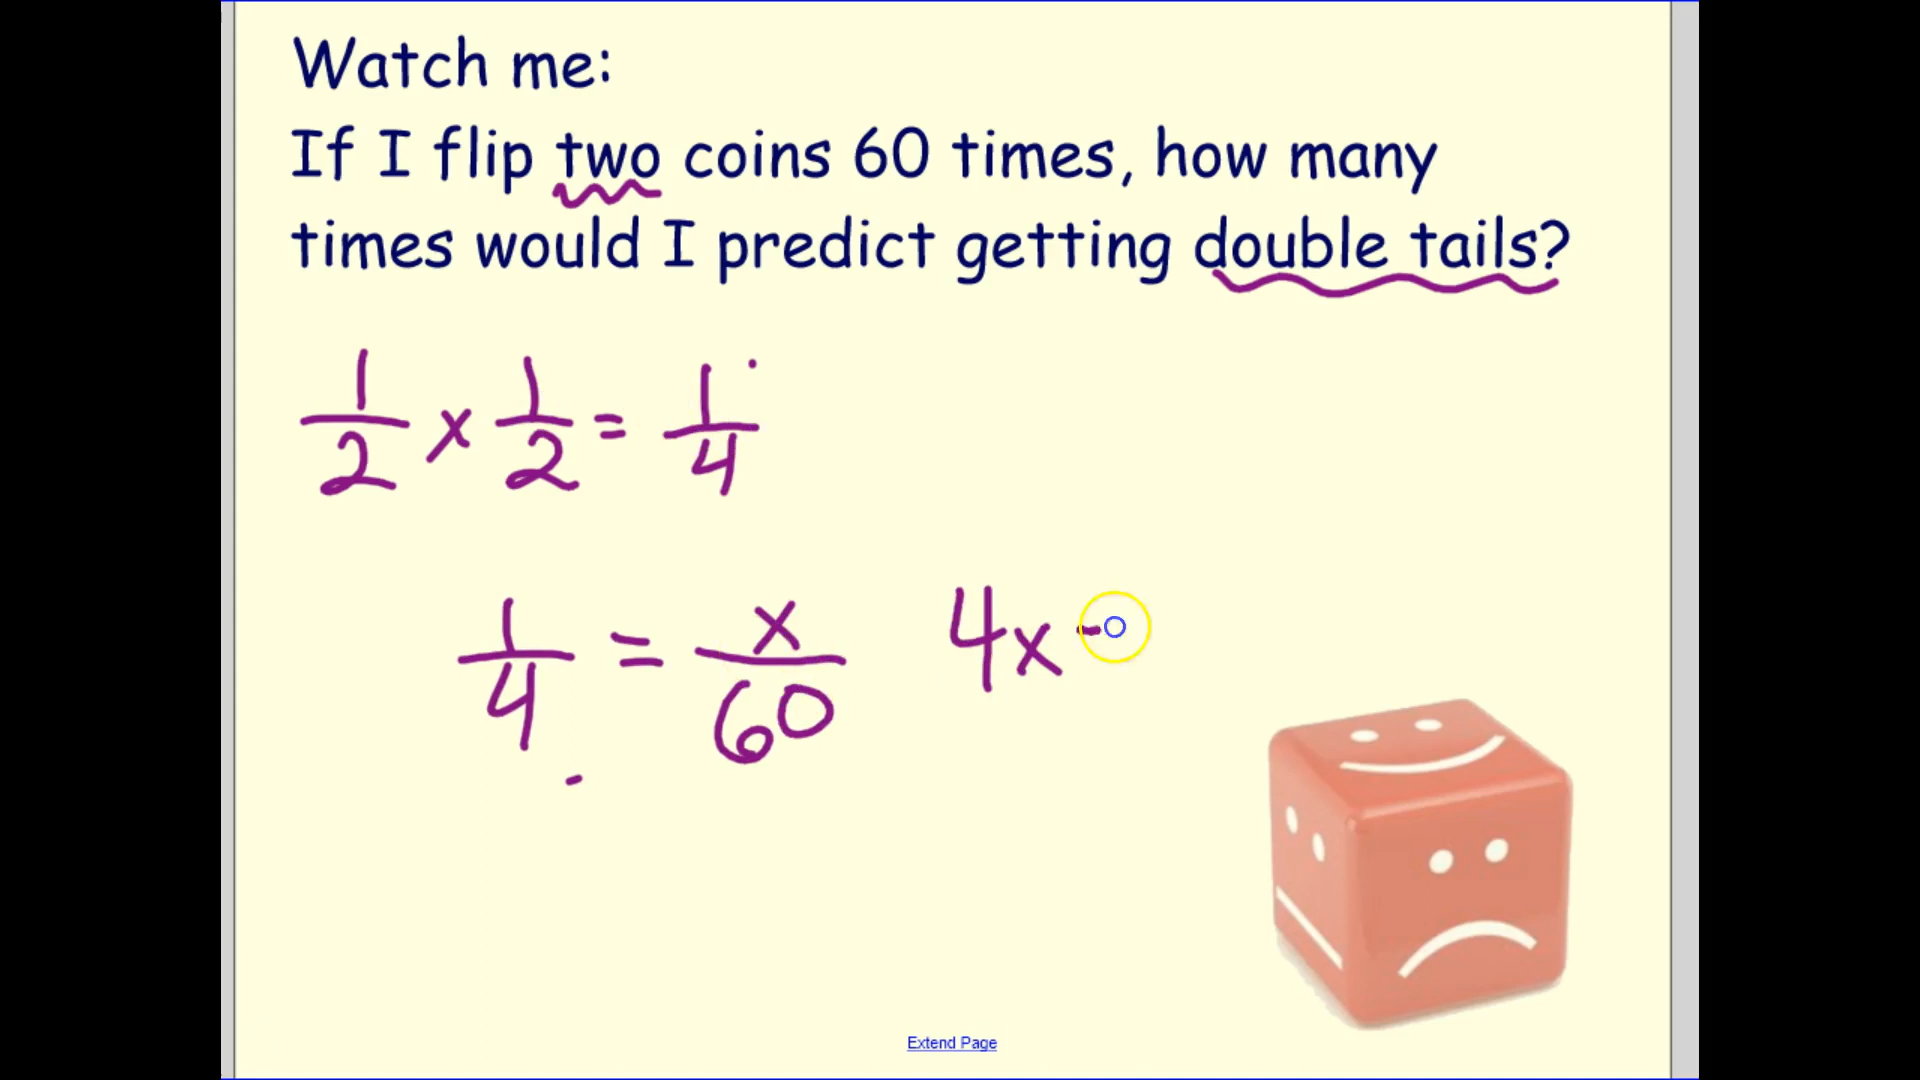 Watch me:
If I flip two coins 60 times, how many
times would I predict getting double tails?
1/2 x 1/2 = 1/4
1/4 = x/60 4x -
Extend Page